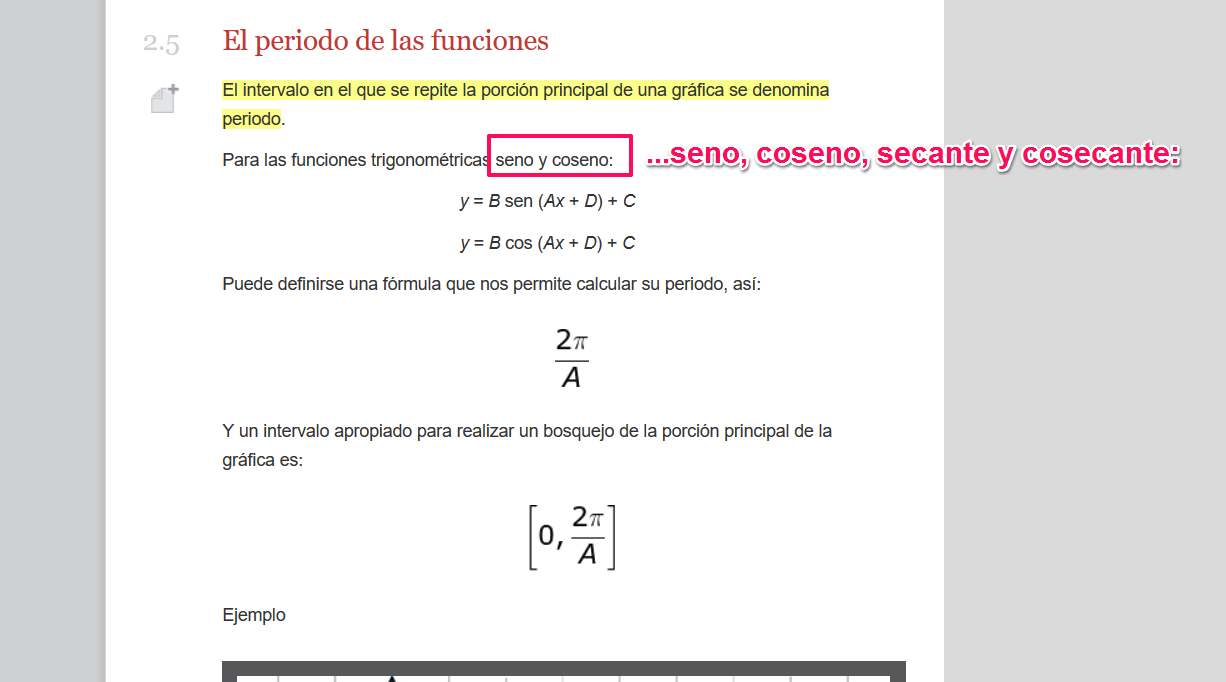 2.5 El periodo de las funciones
El intervalo en el que se repite la porción principal de una gráfica se denomina
periodo.
Para las funciones trigonométricas seno y coseno: ...seno, coseno, secante y cosecante:
y = B sen (Ax + D) + C
y = B cos (Ax + D) + C
Puede definirse una fórmula que nos permite calcular su periodo, así:
2π
A
Y un intervalo apropiado para realizar un bosquejo de la porción principal de la
gráfica es:
[0, 2π/A]
Ejemplo